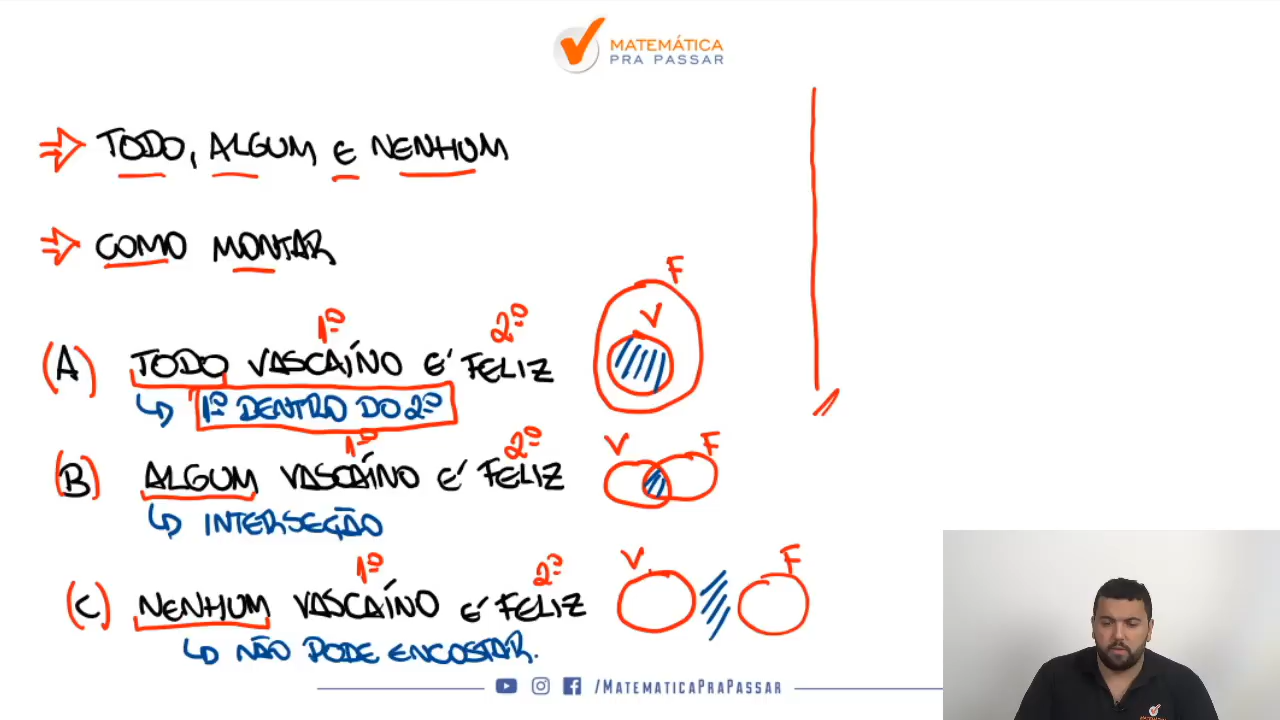 MATEMÁTICA
PRA PASSAR
⇒ TODO, ALGUM E NENHUM
⇒ COMO MONTAR
1º 2º
(A) TODO VASCAÍNO E' FELIZ
↳ 1º DENTRO DO 2º
F
V
1º 2º
(B) ALGUM VASCAÍNO E' FELIZ
↳ INTERSEÇÃO
V F
1º 2º
(C) NENHUM VASCAÍNO E' FELIZ
↳ NÃO PODE ENCOSTAR.
V F
/MATEMATICAPRAPASSAR